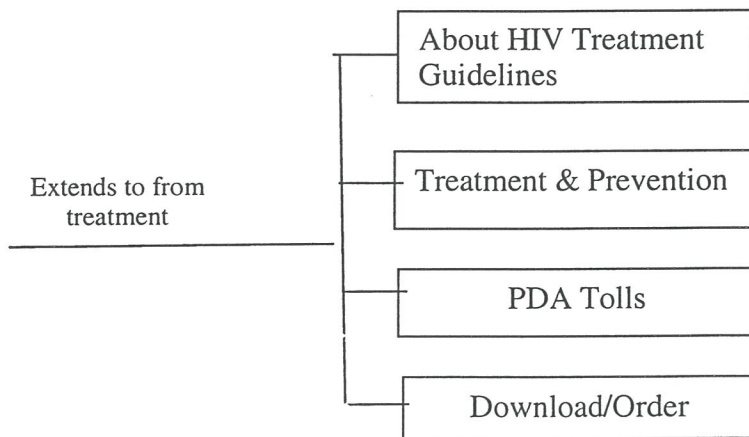 About HIV Treatment
Guidelines
Extends to from
treatment
Treatment & Prevention
PDA Tolls
Download/Order